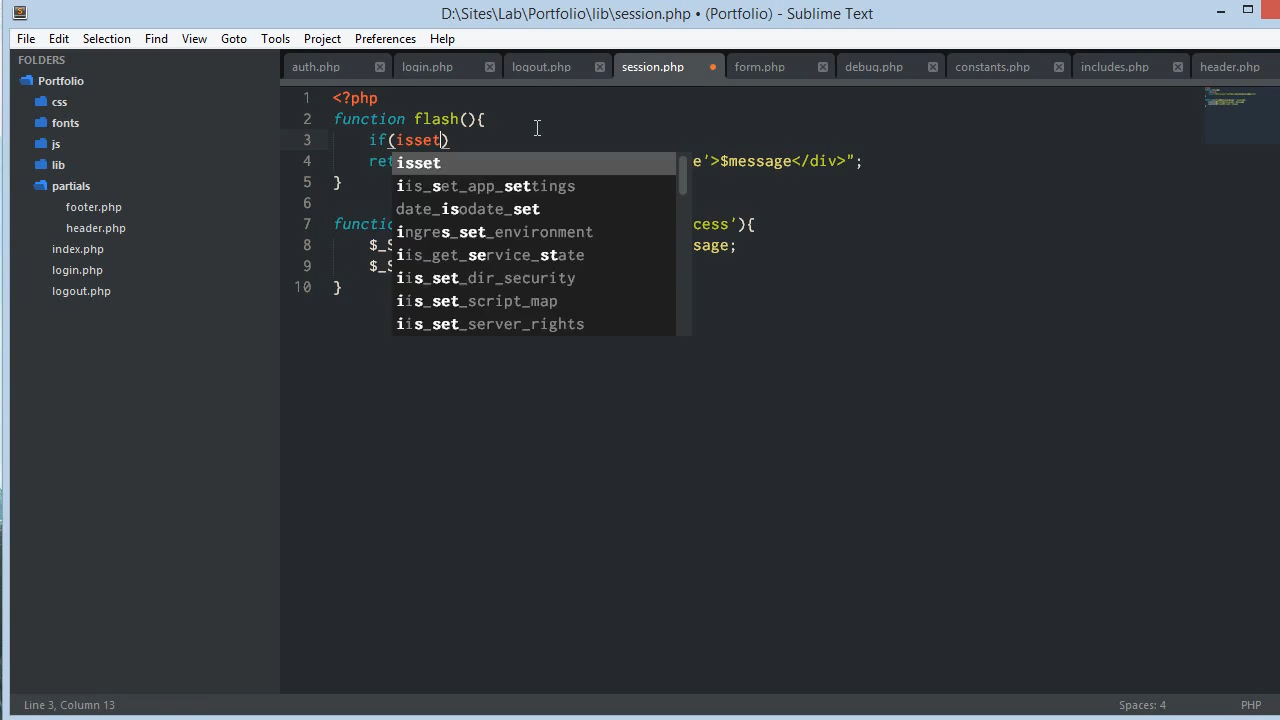 D:\Sites\Lab\Portfolio\lib\session.php • (Portfolio) - Sublime Text
File Edit Selection Find View Goto Tools Project Preferences Help
FOLDERS
Portfolio
css
fonts
js
lib
partials
footer.php
header.php
index.php
login.php
logout.php
auth.php login.php logout.php session.php form.php debug.php constants.php includes.php header.php
1 <?php
2 function flash(){
3 if(isset)
4 ret e'>$message</div>";
5 }
6
7 functio cess'){
8 $_S sage;
9 $_S
10 }
isset
iis_set_app_settings
date_isodate_set
ingres_set_environment
iis_get_service_state
iis_set_dir_security
iis_set_script_map
iis_set_server_rights
Line 3, Column 13
Spaces: 4 PHP